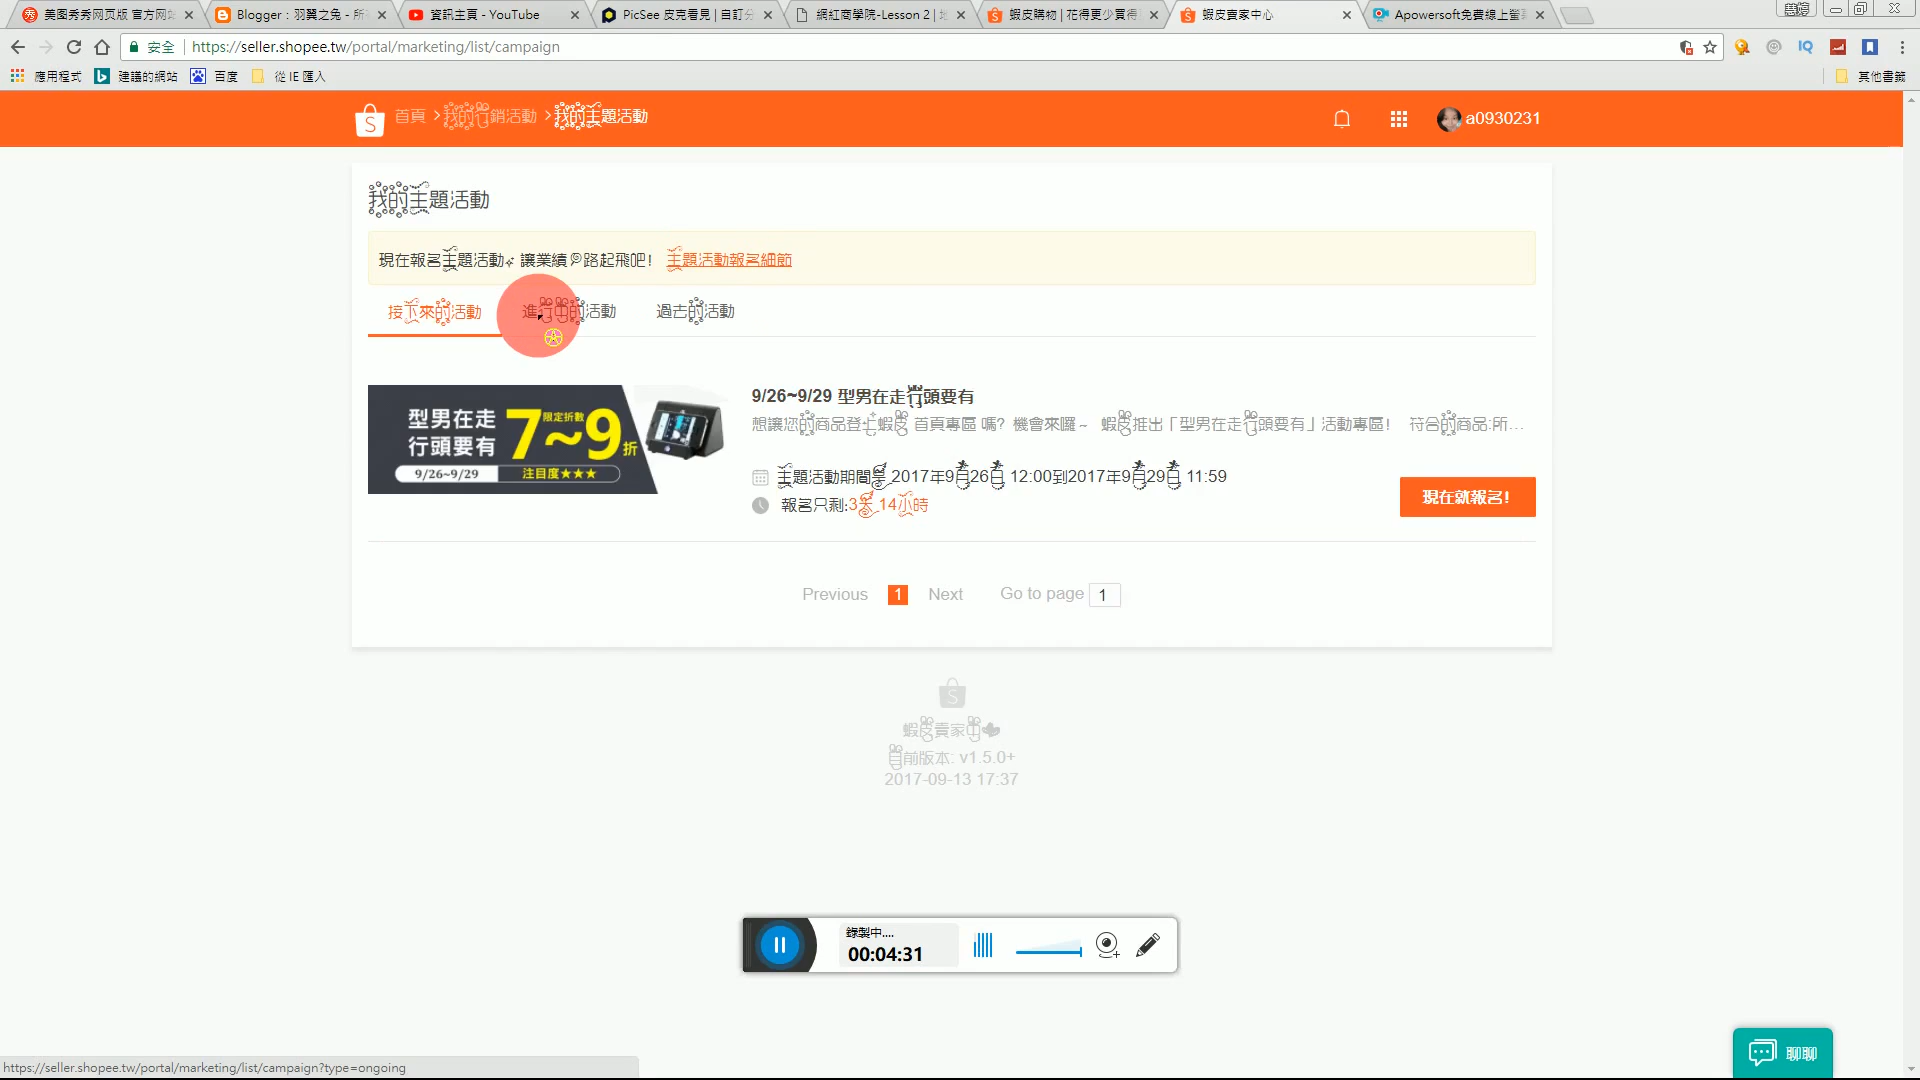 美图秀秀网页版 官方网站
Blogger：羽翼之兔 - 所
資訊主頁 - YouTube
PicSee 皮克看見 | 自訂分
網紅商學院-Lesson 2 |
蝦皮購物 | 花得更少買得
蝦皮賣家中心
Apowersoft免費線上螢
安全
https://seller.shopee.tw/portal/marketing/list/campaign
應用程式
建議的網站
百度
從 IE 匯入
其他書籤
首頁 > 我的行銷活動 > 我的主題活動
a0930231
我的主題活動
現在報名主題活動，讓業績一路起飛吧！ 主題活動報名細節
接下來的活動
進行中的活動
過去的活動
型男在走
行頭要有
限定折數
7~9折
9/26~9/29
注目度★★★
9/26~9/29 型男在走行頭要有
想讓您的商品登上蝦皮 首頁專區 嗎？機會來囉～ 蝦皮推出「型男在走行頭要有」活動專區！ 符合的商品:所...
主題活動期間是 2017年9月26日 12:00到2017年9月29日 11:59
報名只剩:3天 14小時
現在就報名！
Previous 1 Next Go to page 1
蝦皮賣家中心
目前版本: v1.5.0+
2017-09-13 17:37
錄製中....
00:04:31
聊聊
https://seller.shopee.tw/portal/marketing/list/campaign?type=ongoing